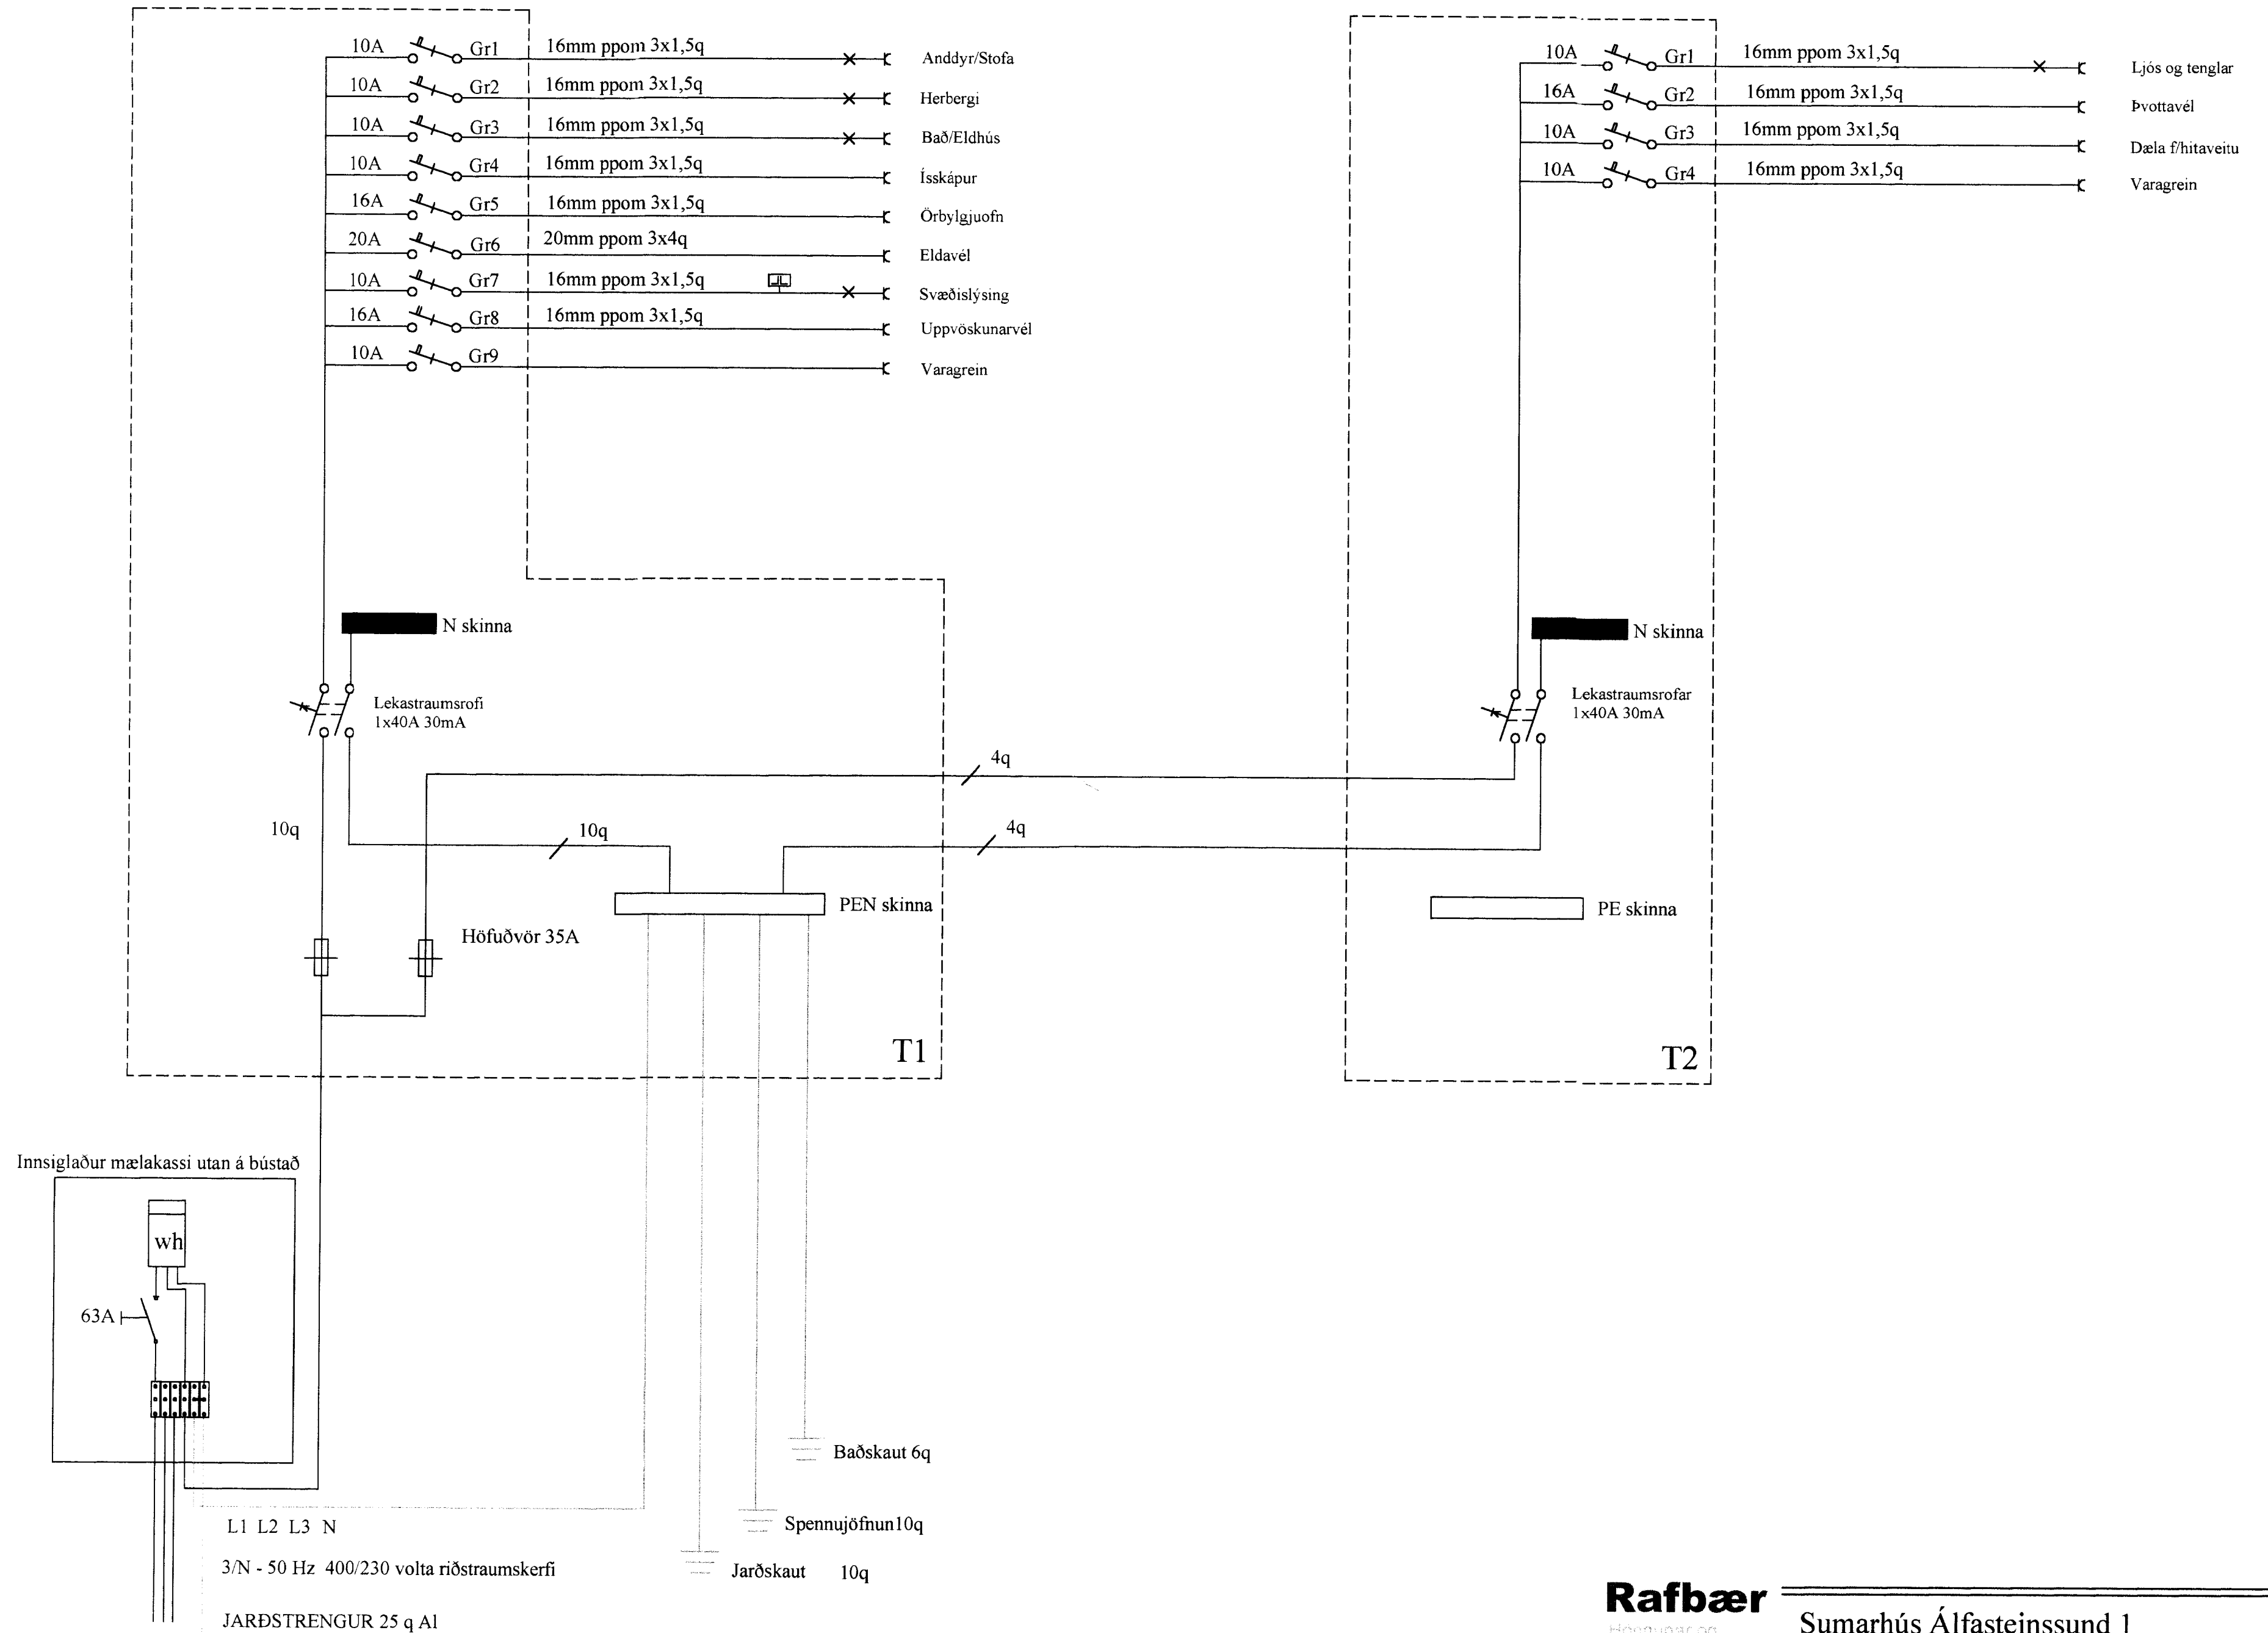 10A Gr1 16mm ppom 3x1,5q Anddyr/Stofa
10A Gr2 16mm ppom 3x1,5q Herbergi
10A Gr3 16mm ppom 3x1,5q Bað/Eldhús
10A Gr4 16mm ppom 3x1,5q Ísskápur
16A Gr5 16mm ppom 3x1,5q Örbylgjuofn
20A Gr6 20mm ppom 3x4q Eldavél
10A Gr7 16mm ppom 3x1,5q Svæðislýsing
16A Gr8 16mm ppom 3x1,5q Uppvöskunarvél
10A Gr9 Varagrein
N skinna
Lekastraumsrofi
1x40A 30mA
4q
10q
10q
4q
PEN skinna
Höfuðvör 35A
T1
10A Gr1 16mm ppom 3x1,5q Ljós og tenglar
16A Gr2 16mm ppom 3x1,5q Þvottavél
10A Gr3 16mm ppom 3x1,5q Dæla f/hitaveitu
10A Gr4 16mm ppom 3x1,5q Varagrein
N skinna
Lekastraumsrofar
1x40A 30mA
PE skinna
T2
Innsiglaður mælakassi utan á bústað
wh
63A
Baðskaut 6q
Spennujöfnun10q
Jarðskaut 10q
L1 L2 L3 N
3/N - 50 Hz 400/230 volta riðstraumskerfi
JARÐSTRENGUR 25 q Al
Rafbær
Sumarhús Álfasteinssund 1